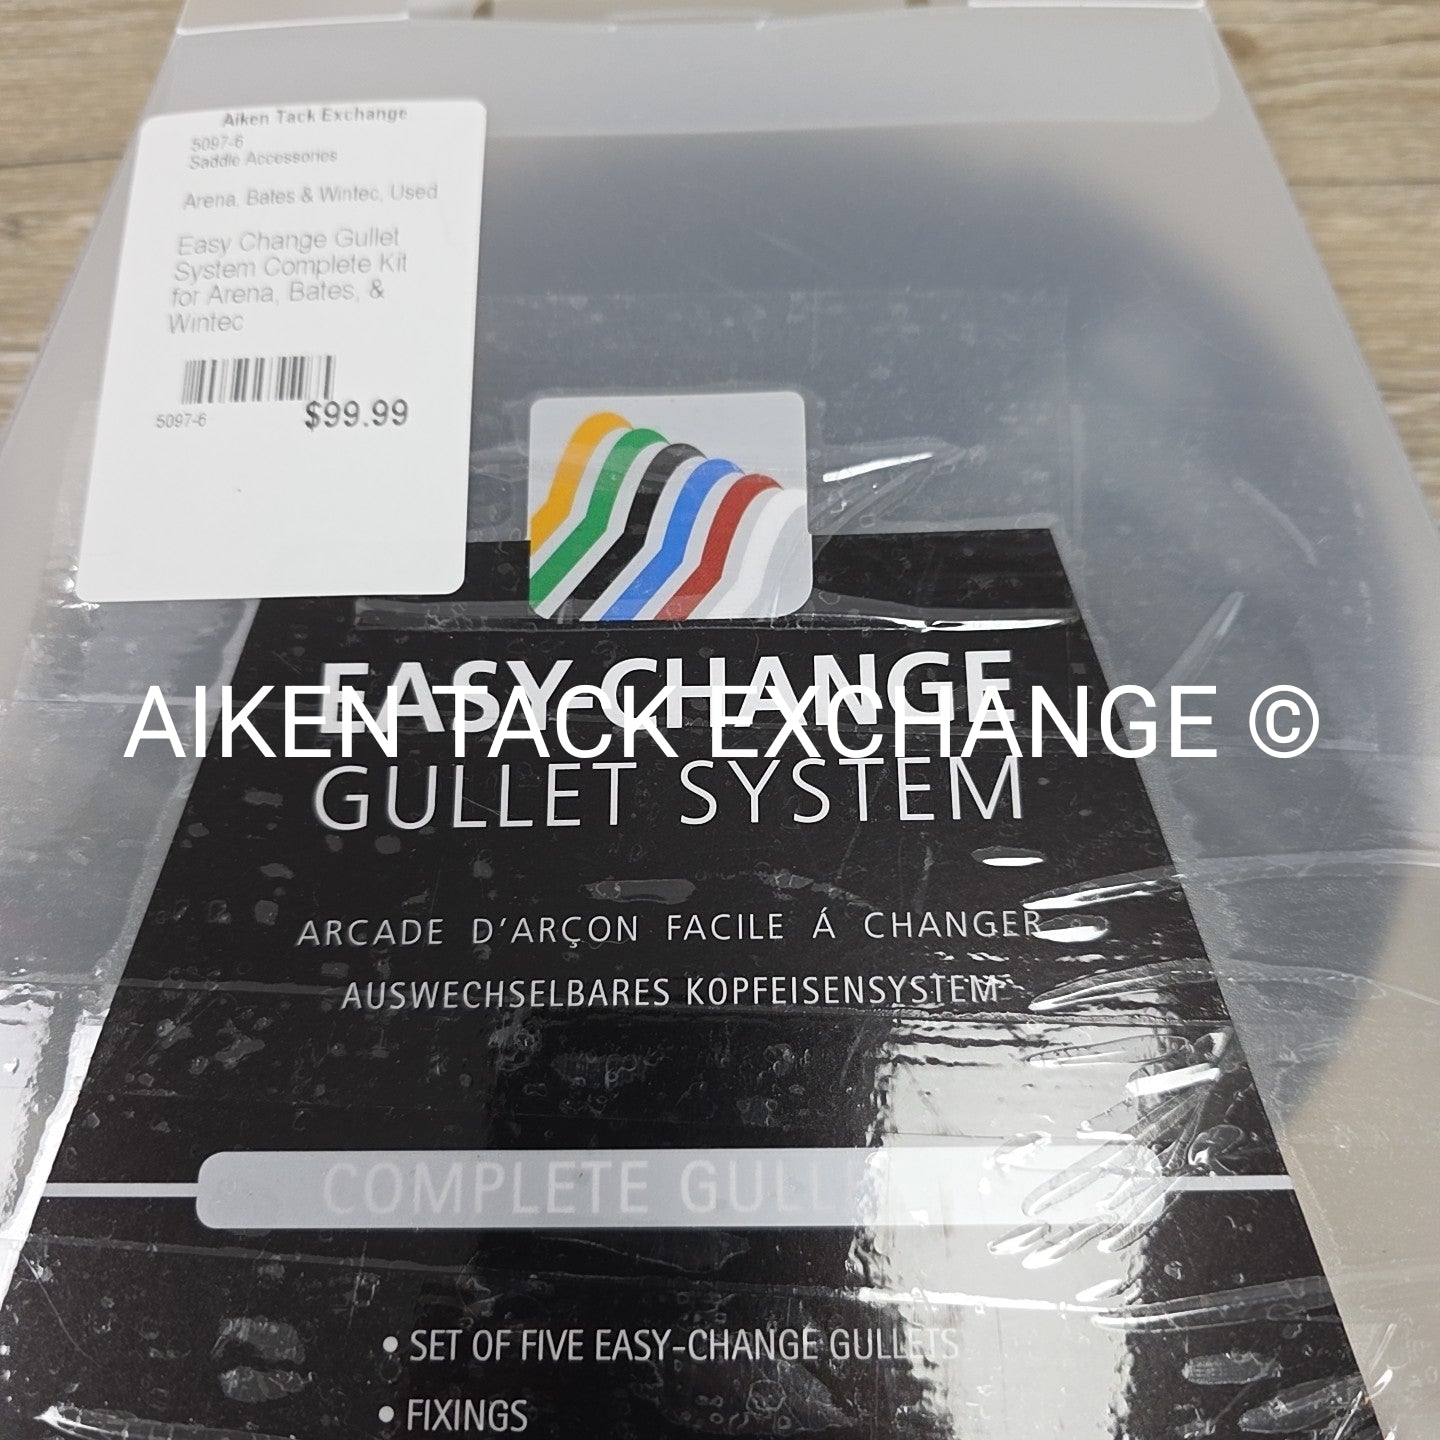 Aiken Tack Exchange
5097-6
Saddle Accessories
Arena, Bates & Wintec, Used
Easy Change Gullet
System Complete Kit
for Arena, Bates, &
Wintec
5097-6 $99.99
EASY-CHANGE
AIKEN TACK EXCHANGE ©
GULLET SYSTEM
ARCADE D'ARÇON FACILE Á CHANGER
AUSWECHSELBARES KOPFEISENSYSTEM
COMPLETE
• SET OF FIVE EASY-CHANGE GULLETS
• FIXINGS